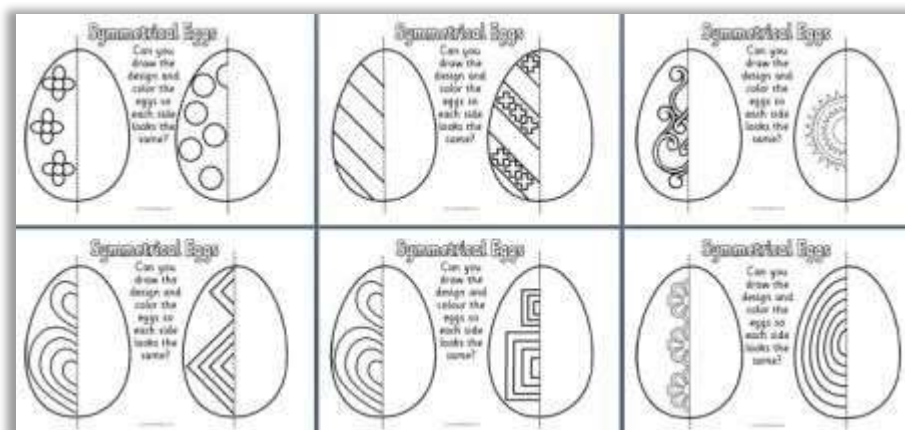 Symmetrical Eggs
Can you
draw the
design and
color the
eggs so
each side
looks the
same?
Symmetrical Eggs
Can you
draw the
design and
color the
eggs so
each side
looks the
same?
Symmetrical Eggs
Can you
draw the
design and
color the
eggs so
each side
looks the
same?
Symmetrical Eggs
Can you
draw the
design and
color the
eggs so
each side
looks the
same?
Symmetrical Eggs
Can you
draw the
design and
colour the
eggs so
each side
looks the
same?
Symmetrical Eggs
Can you
draw the
design and
color the
eggs so
each side
looks the
same?